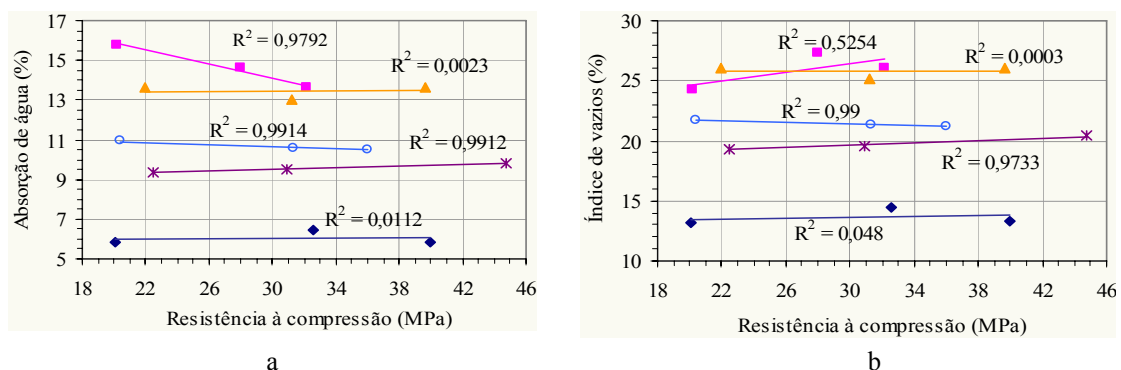 17
15
13
11
9
7
5
Absorção de água (%)
R² = 0,9792
R² = 0,0023
R² = 0,9914
R² = 0,9912
R² = 0,0112
18 22 26 30 34 38 42 46
Resistência à compressão (MPa)
a
30
25
20
15
10
Índice de vazios (%)
R² = 0,5254
R² = 0,0003
R² = 0,99
R² = 0,9733
R² = 0,048
18 22 26 30 34 38 42 46
Resistência à compressão (MPa)
b